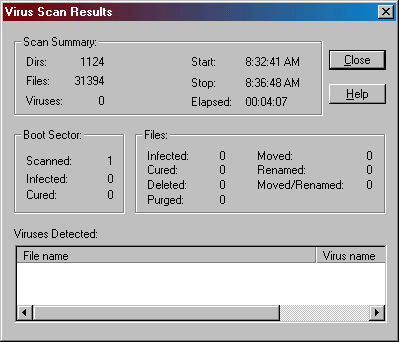 Virus Scan Results
Scan Summary:
Dirs: 1124 Start: 8:32:41 AM
Files: 31394 Stop: 8:36:48 AM
Viruses: 0 Elapsed: 00:04:07
Close
Help
Boot Sector:
Scanned: 1
Infected: 0
Cured: 0
Files:
Infected: 0 Moved: 0
Cured: 0 Renamed: 0
Deleted: 0 Moved/Renamed: 0
Purged: 0
Viruses Detected:
File name Virus name